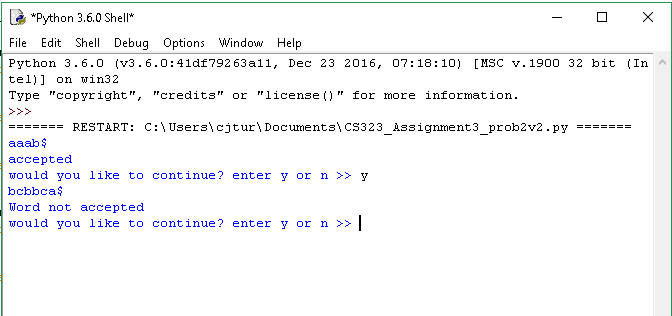 *Python 3.6.0 Shell*
File Edit Shell Debug Options Window Help
Python 3.6.0 (v3.6.0:41df79263a11, Dec 23 2016, 07:18:10) [MSC v.1900 32 bit (In
tel)] on win32
Type "copyright", "credits" or "license()" for more information.
>>>
======= RESTART: C:\Users\cjtur\Documents\CS323_Assignment3_prob2v2.py =======
aaab$
accepted
would you like to continue? enter y or n >> y
bcbbca$
Word not accepted
would you like to continue? enter y or n >>